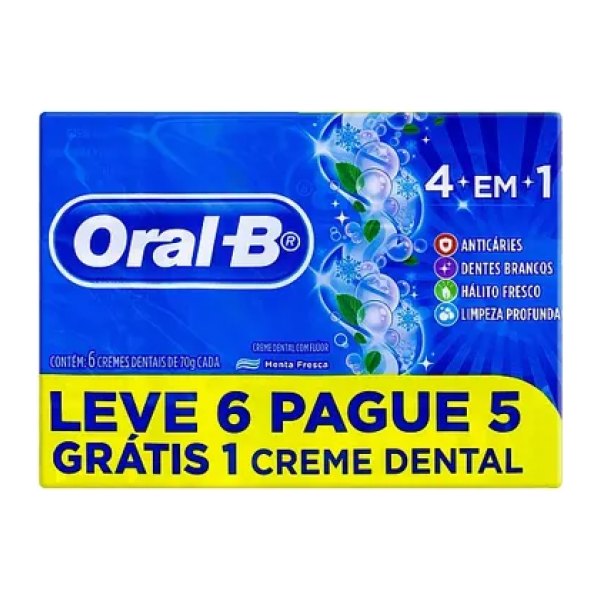 Oral-B®
4 EM 1
ANTICÁRIES
DENTES BRANCOS
HÁLITO FRESCO
LIMPEZA PROFUNDA
CREME DENTAL COM FLÚOR
CONTÉM: 6 CREMES DENTAIS DE 70g CADA
Menta Fresca
LEVE 6 PAGUE 5
GRÁTIS 1 CREME DENTAL